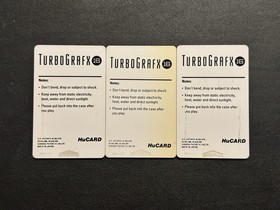 TURBOGRAFX 16
Notes:
• Don't bend, drop or subject to shock.
• Keep away from static electricity,
heat, water and direct sunlight.
• Please put back into the case after
you play.
HuCARD
TURBOGRAFX 16
Notes:
• Don't bend, drop or subject to shock.
• Keep away from static electricity,
heat, water and direct sunlight.
• Please put back into the case after
you play.
HuCARD
TURBOGRAFX 16
Notes:
• Don't bend, drop or subject to shock.
• Keep away from static electricity,
heat, water and direct sunlight.
• Please put back into the case after
you play.
HuCARD